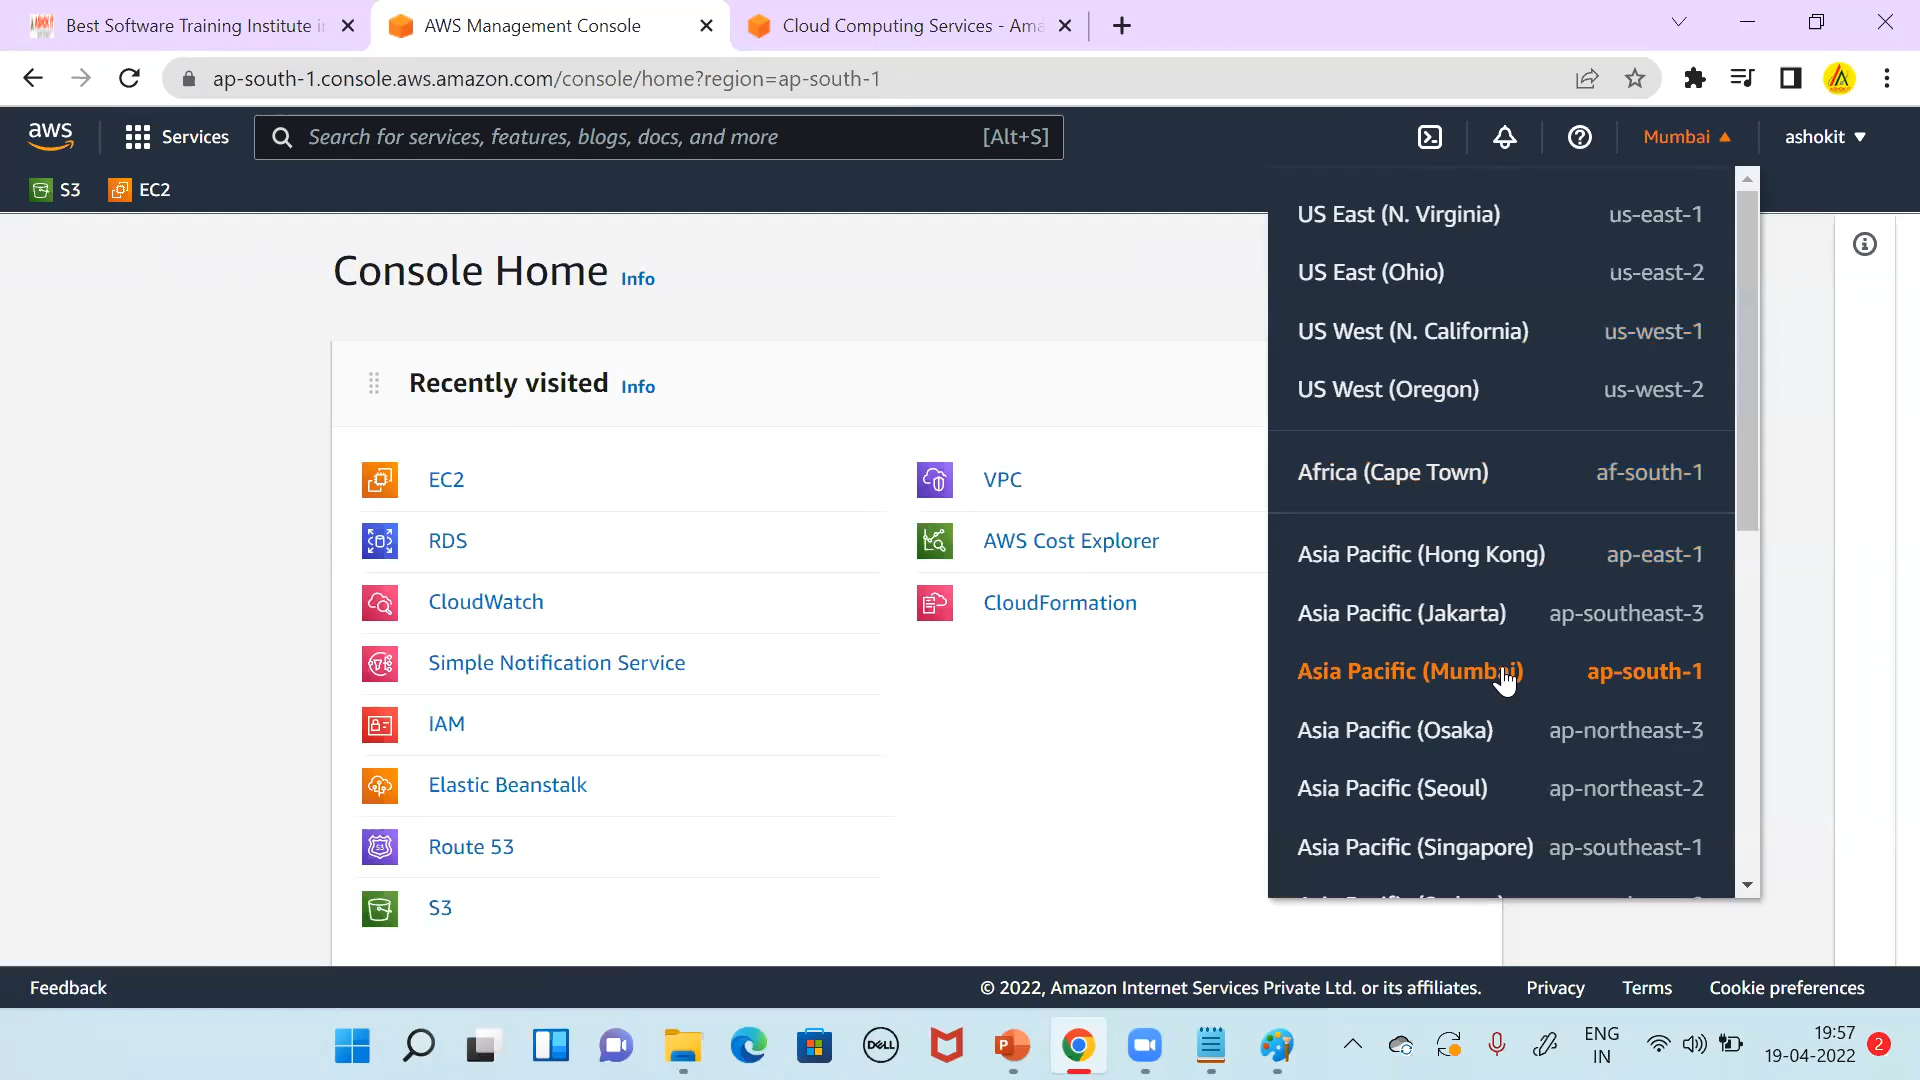 Best Software Training Institute i
AWS Management Console
Cloud Computing Services - Ama
ap-south-1.console.aws.amazon.com/console/home?region=ap-south-1
aws
Services
Search for services, features, blogs, docs, and more
[Alt+S]
Mumbai
ashokit
S3
EC2
Console Home Info
Recently visited Info
EC2
RDS
CloudWatch
Simple Notification Service
IAM
Elastic Beanstalk
Route 53
S3
VPC
AWS Cost Explorer
CloudFormation
US East (N. Virginia) us-east-1
US East (Ohio) us-east-2
US West (N. California) us-west-1
US West (Oregon) us-west-2
Africa (Cape Town) af-south-1
Asia Pacific (Hong Kong) ap-east-1
Asia Pacific (Jakarta) ap-southeast-3
Asia Pacific (Mumbai) ap-south-1
Asia Pacific (Osaka) ap-northeast-3
Asia Pacific (Seoul) ap-northeast-2
Asia Pacific (Singapore) ap-southeast-1
Feedback
© 2022, Amazon Internet Services Private Ltd. or its affiliates.
Privacy
Terms
Cookie preferences
DELL
ENG
IN
19:57
19-04-2022
2